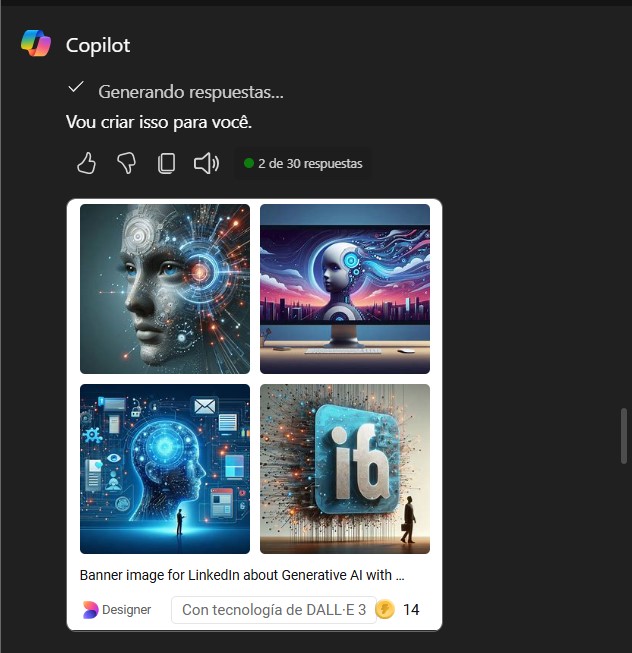 Copilot
Generando respuestas...
Vou criar isso para você.
2 de 30 respuestas
Banner image for LinkedIn about Generative AI with ...
Designer
Con tecnología de DALL·E 3
14